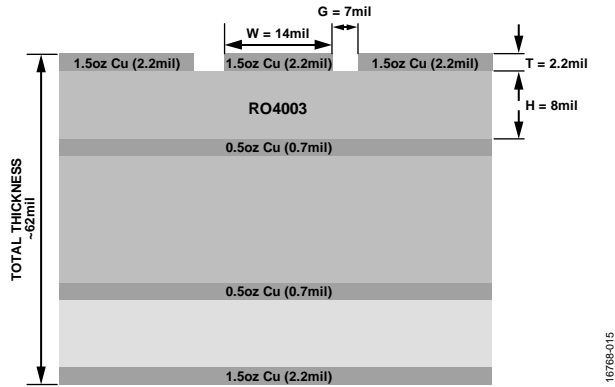 G = 7mil
W = 14mil
1.5oz Cu (2.2mil)
1.5oz Cu (2.2mil)
1.5oz Cu (2.2mil)
T = 2.2mil
RO4003
H = 8mil
0.5oz Cu (0.7mil)
TOTAL THICKNESS
~62mil
0.5oz Cu (0.7mil)
1.5oz Cu (2.2mil)
16768-015